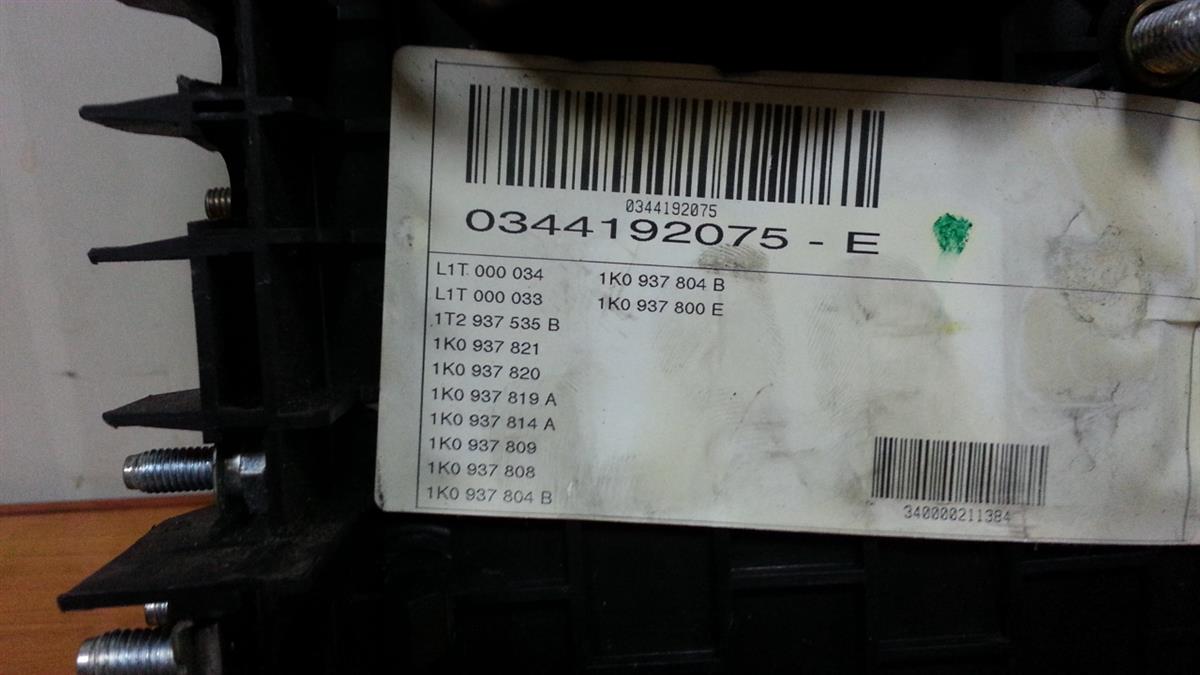 0344192075
0344192075 - E
L1T 000 034
L1T 000 033
1T2 937 535 B
1K0 937 821
1K0 937 820
1K0 937 819 A
1K0 937 814 A
1K0 937 809
1K0 937 808
1K0 937 804 B
1K0 937 804 B
1K0 937 800 E
340000211384